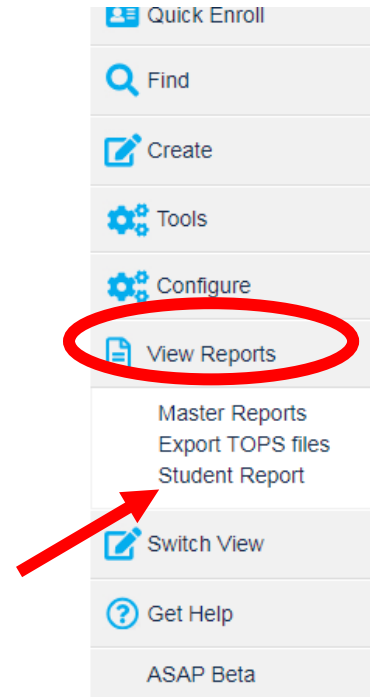 Quick Enroll
Find
Create
Tools
Configure
View Reports
Master Reports
Export TOPS files
Student Report
Switch View
Get Help
ASAP Beta